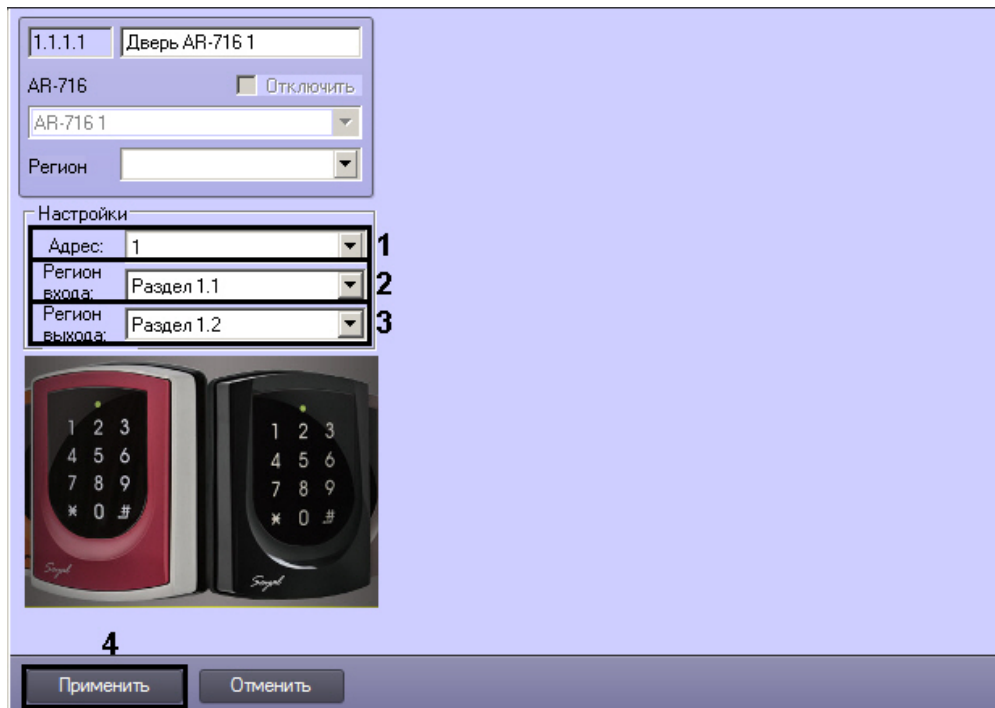 1.1.1.1 Дверь AR-716 1
AR-716 Отключить
AR-716 1
Регион
Настройки
Адрес: 1 1
Регион
входа: Раздел 1.1 2
Регион
выхода: Раздел 1.2 3
1 2 3
4 5 6
7 8 9
* 0 #
Soyal
1 2 3
4 5 6
7 8 9
* 0 #
Soyal
4
Применить Отменить